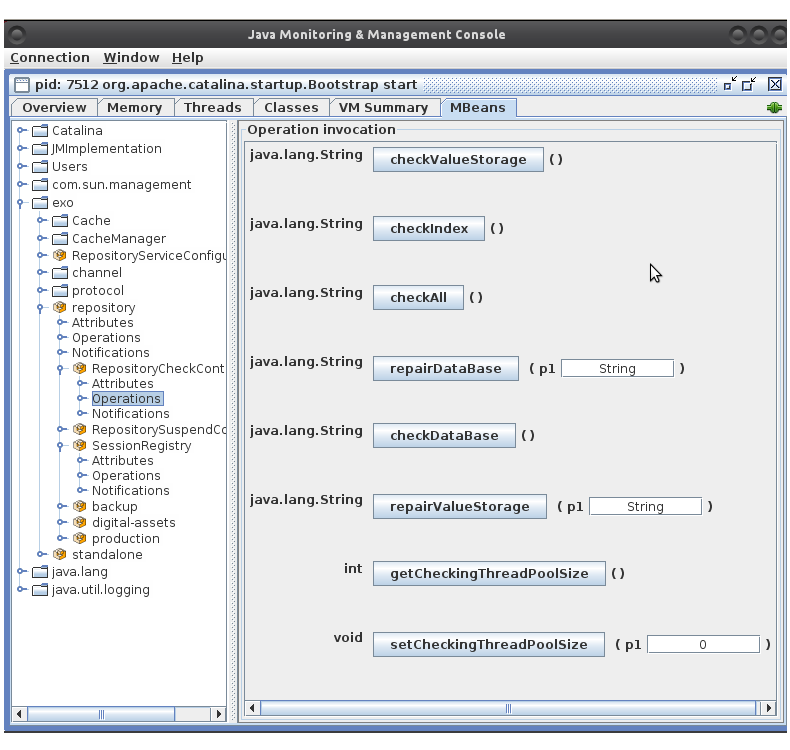 Java Monitoring & Management Console
Connection Window Help
pid: 7512 org.apache.catalina.startup.Bootstrap start
Overview Memory Threads Classes VM Summary MBeans
Catalina
JMImplementation
Users
com.sun.management
exo
Cache
CacheManager
RepositoryServiceConfigu
channel
protocol
repository
Attributes
Operations
Notifications
RepositoryCheckCont
Attributes
Operations
Notifications
RepositorySuspendCo
SessionRegistry
Attributes
Operations
Notifications
backup
digital-assets
production
standalone
java.lang
java.util.logging
Operation invocation
java.lang.String checkValueStorage ( )
java.lang.String checkIndex ( )
java.lang.String checkAll ( )
java.lang.String repairDataBase ( p1 String )
java.lang.String checkDataBase ( )
java.lang.String repairValueStorage ( p1 String )
int getCheckingThreadPoolSize ( )
void setCheckingThreadPoolSize ( p1 0 )